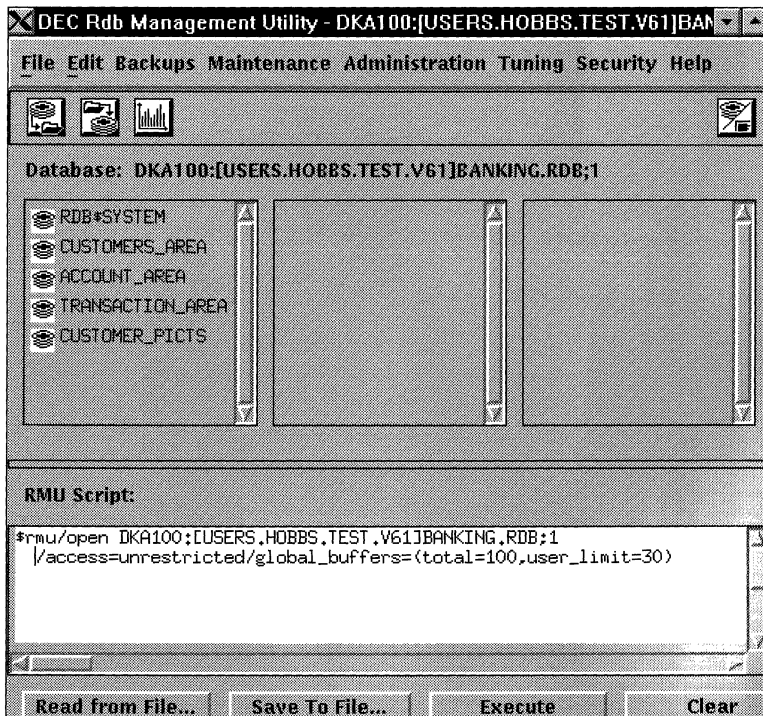 DEC Rdb Management Utility - DKA100:[USERS.HOBBS.TEST.V61]BAN
File Edit Backups Maintenance Administration Tuning Security Help
Database: DKA100:[USERS.HOBBS.TEST.V61]BANKING.RDB;1
RDB*SYSTEM
CUSTOMERS_AREA
ACCOUNT_AREA
TRANSACTION_AREA
CUSTOMER_PICTS
RMU Script:
$rmu/open DKA100:[USERS.HOBBS.TEST.V61]BANKING.RDB;1
/access=unrestricted/global_buffers=(total=100,user_limit=30)
Read from File... Save To File... Execute Clear